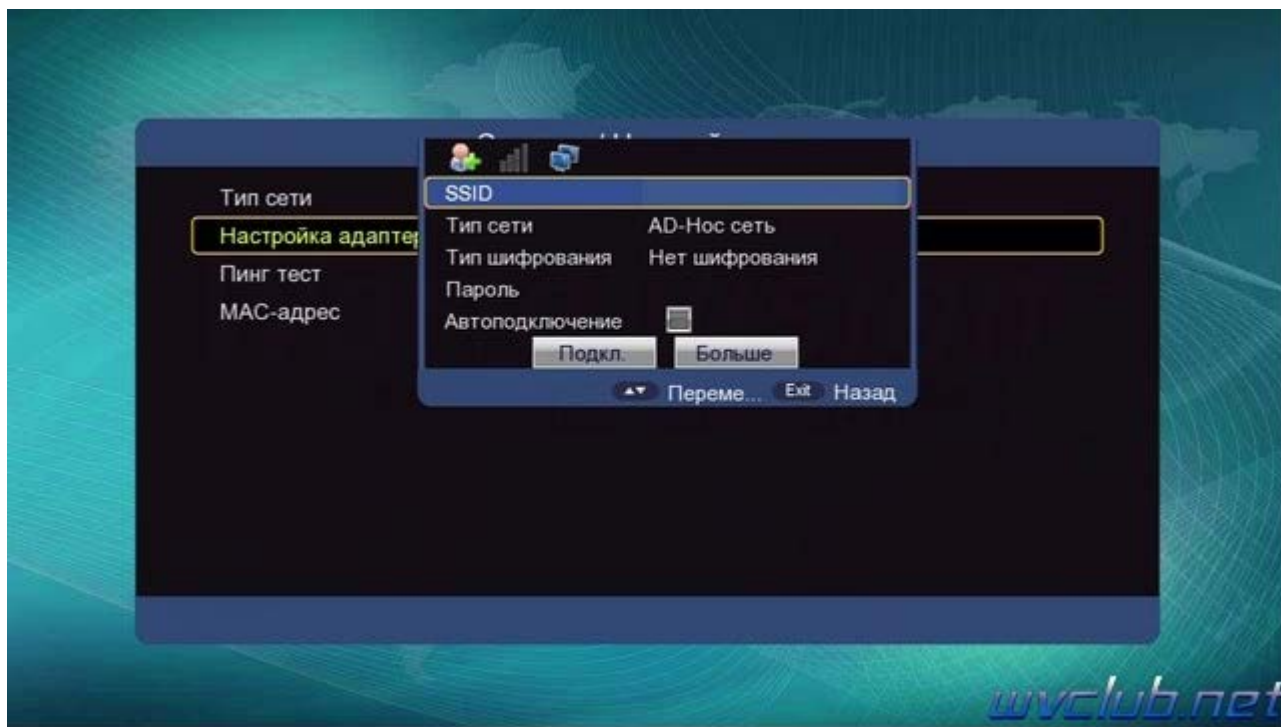 Тип сети
Настройка адаптер
Пинг тест
MAC-адрес
SSID
Тип сети AD-Hoc сеть
Тип шифрования Нет шифрования
Пароль
Автоподключение
Подкл. Больше
Переме... Exit Назад
wvclub.net